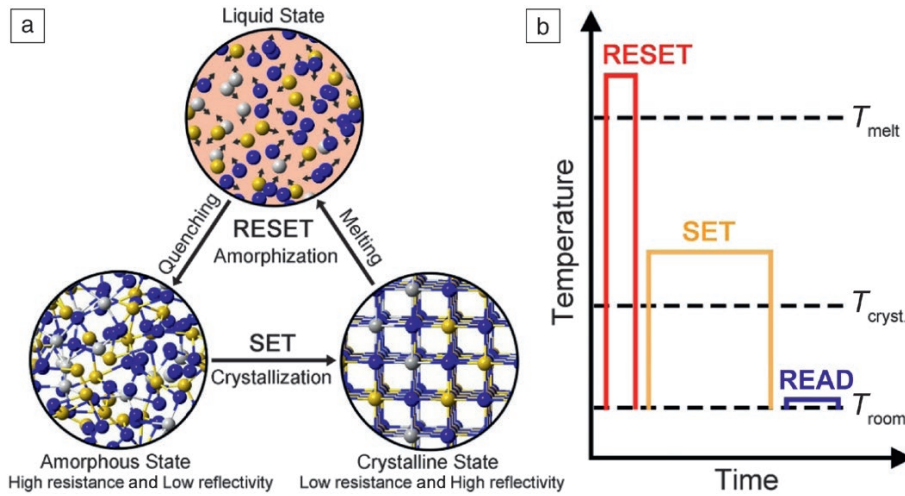 a
Liquid State
Quenching
RESET
Amorphization
Melting
SET
Crystallization
Amorphous State
High resistance and Low reflectivity
Crystalline State
Low resistance and High reflectivity
b
Temperature
RESET
T melt
SET
T cryst.
READ
T room
Time